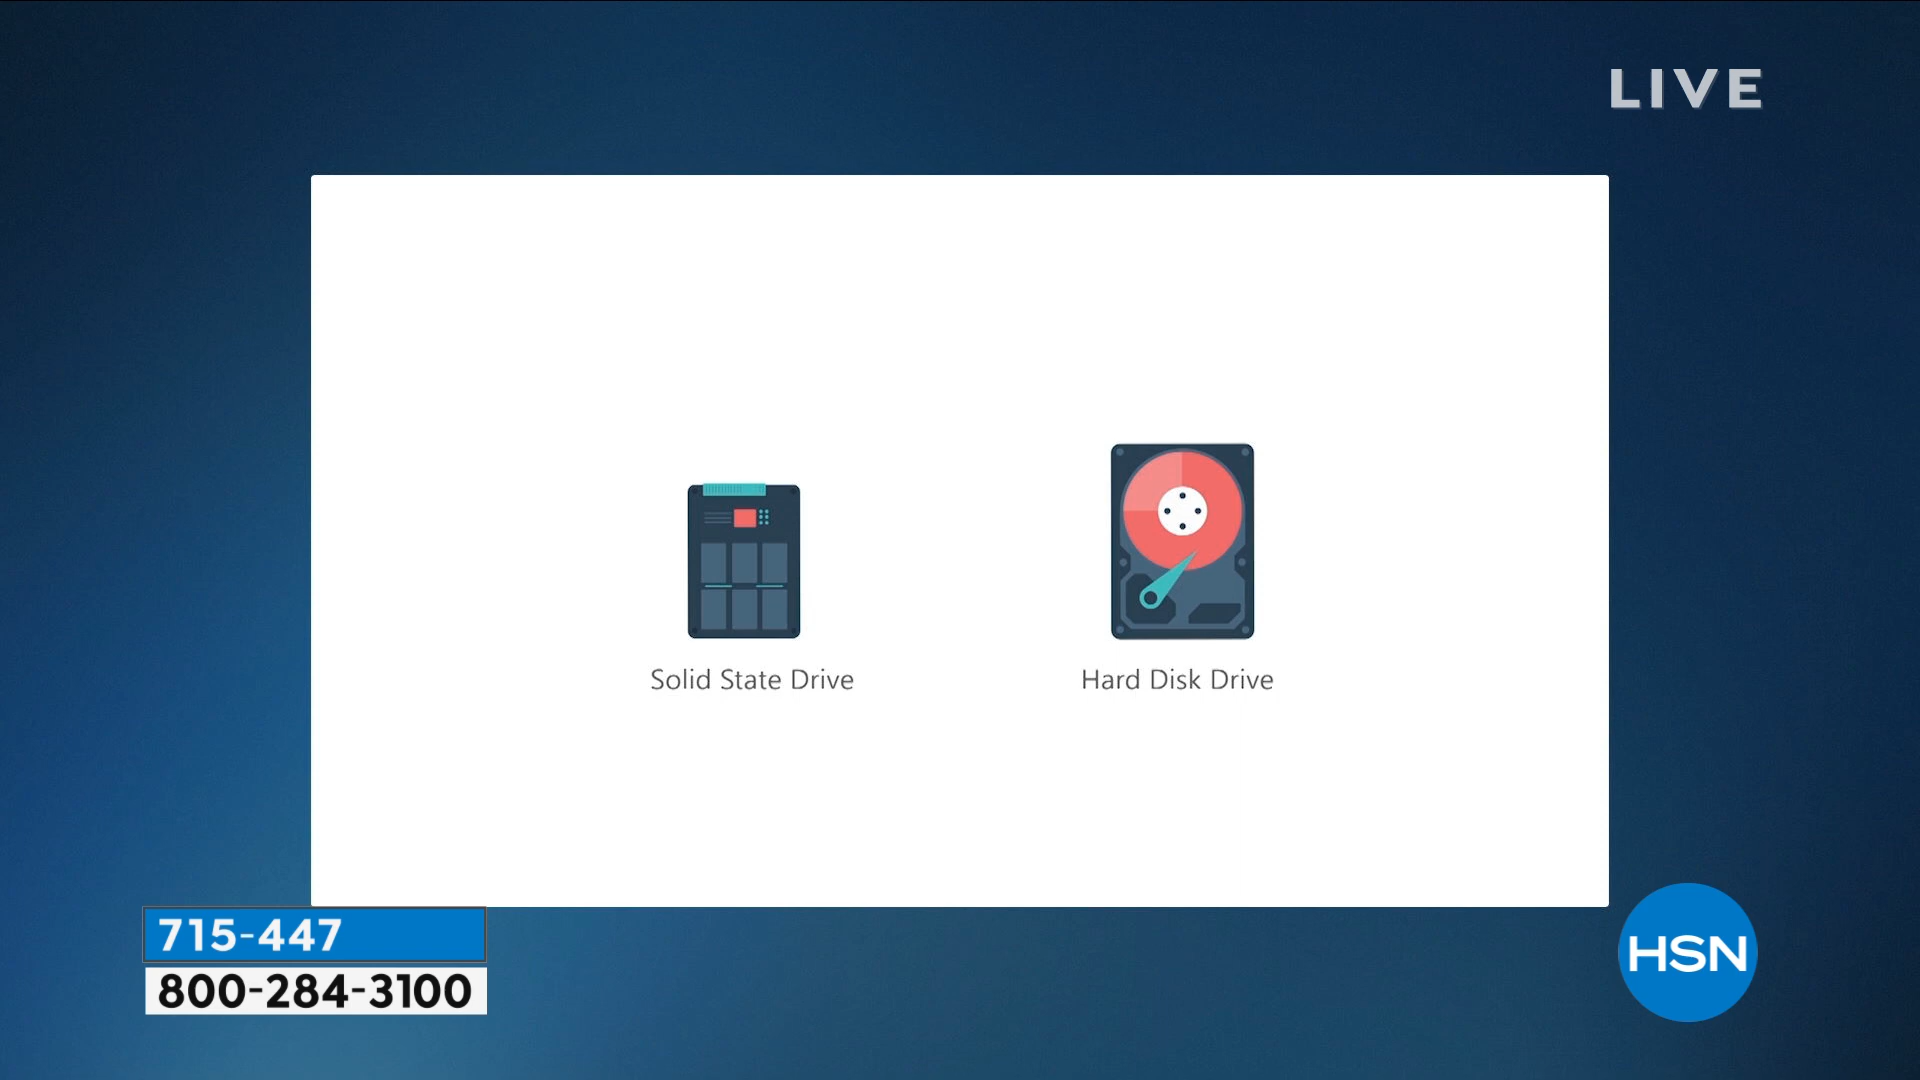 LIVE
Solid State Drive
Hard Disk Drive
715-447
800-284-3100
HSN